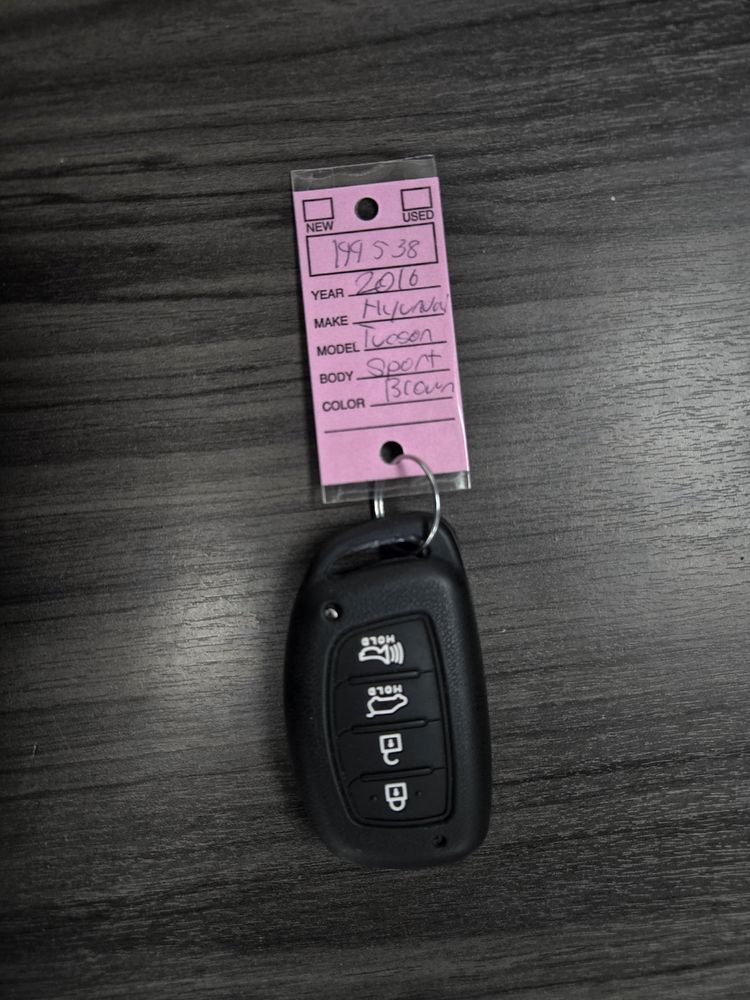 NEW USED
199538
YEAR 2016
MAKE Hyundai
MODEL Tucson
BODY Sport
COLOR Brown
HOLD
HOLD